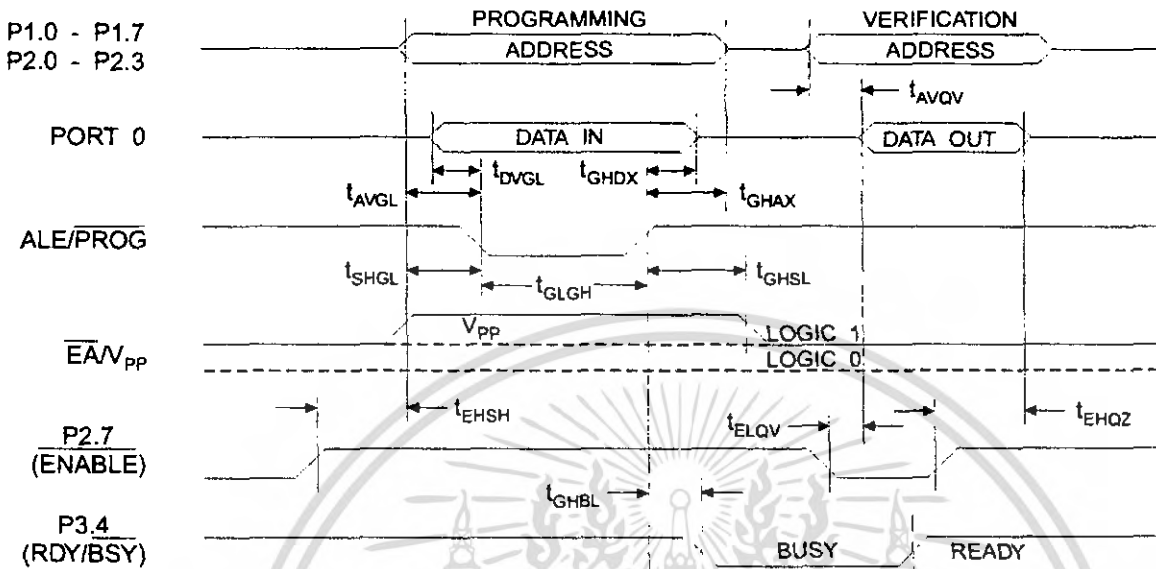 PROGRAMMING VERIFICATION
P1.0 - P1.7
P2.0 - P2.3 ADDRESS ADDRESS
tAVQV
PORT 0 DATA IN DATA OUT
tDVGL tGHDX
tAVGL tGHAX
ALE/PROG
tSHGL tGLGH tGHSL
VPP LOGIC 1
EA/VPP LOGIC 0
tEHSH tELQV tEHQZ
P2.7
(ENABLE)
tGHBL
P3.4
(RDY/BSY) BUSY READY